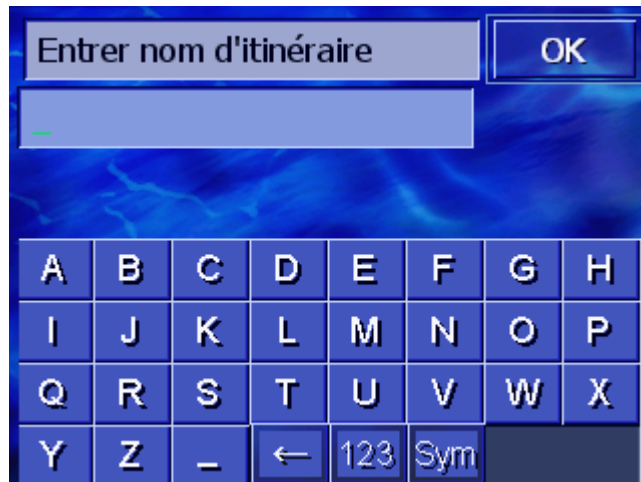 Entrer nom d'itinéraire OK
_
A B C D E F G H
I J K L M N O P
Q R S T U V W X
Y Z _ ← 123 Sym